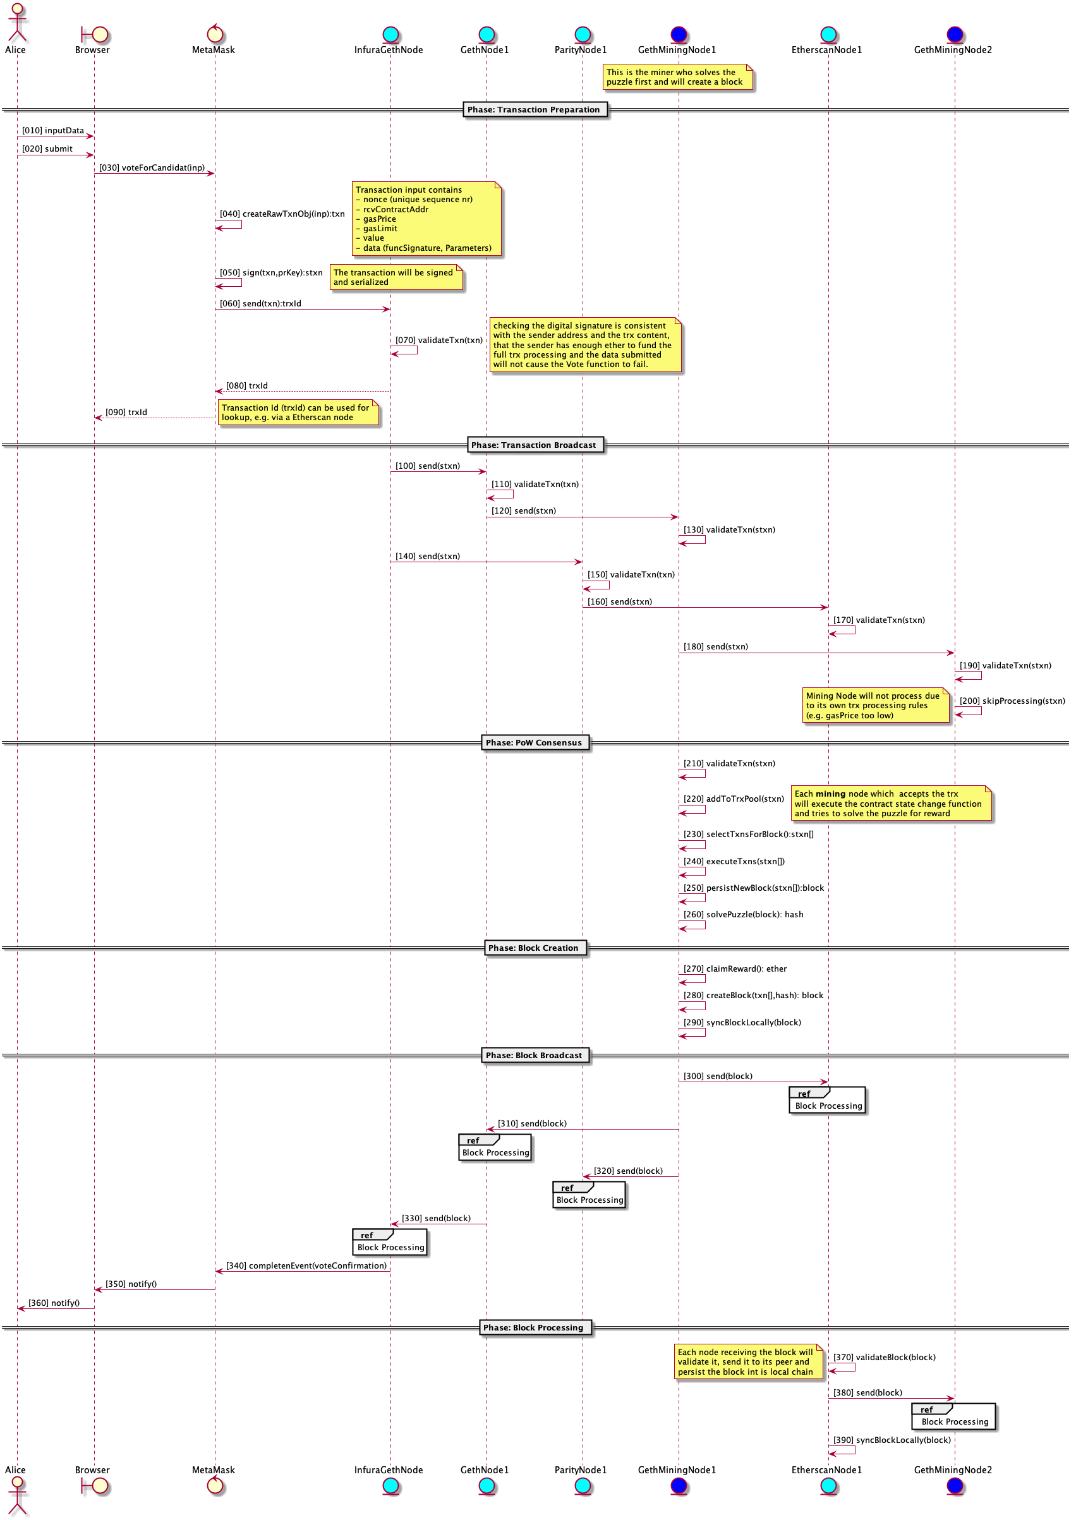 Alice
Browser
MetaMask
InfuraGethNode
GethNode1
ParityNode1
GethMiningNode1
EtherscanNode1
GethMiningNode2
This is the miner who solves the
puzzle first and will create a block
Phase: Transaction Preparation
[010] inputData
[020] submit
[030] voteForCandidat(inp)
[040] createRawTxnObj(inp):txn
Transaction input contains
- nonce (unique sequence nr)
- rcvContractAddr
- gasPrice
- gasLimit
- value
- data (funcSignature, Parameters)
[050] sign(txn,prKey):stxn
The transaction will be signed
and serialized
[060] send(txn):trxId
[070] validateTxn(txn)
checking the digital signature is consistent
with the sender address and the trx content,
that the sender has enough ether to fund the
full trx processing and the data submitted
will not cause the Vote function to fail.
[080] trxId
[090] trxId
Transaction Id (trxId) can be used for
lookup, e.g. via a Etherscan node
Phase: Transaction Broadcast
[100] send(stxn)
[110] validateTxn(txn)
[120] send(stxn)
[130] validateTxn(stxn)
[140] send(stxn)
[150] validateTxn(txn)
[160] send(stxn)
[170] validateTxn(stxn)
[180] send(stxn)
[190] validateTxn(stxn)
Mining Node will not process due
to its own trx processing rules
(e.g. gasPrice too low)
[200] skipProcessing(stxn)
Phase: PoW Consensus
[210] validateTxn(stxn)
[220] addToTrxPool(stxn)
Each mining node which  accepts the trx
will execute the contract state change function
and tries to solve the puzzle for reward
[230] selectTxnsForBlock():stxn[]
[240] executeTxns(stxn[])
[250] persistNewBlock(stxn[]):block
[260] solvePuzzle(block): hash
Phase: Block Creation
[270] claimReward(): ether
[280] createBlock(txn[],hash): block
[290] syncBlockLocally(block)
Phase: Block Broadcast
[300] send(block)
ref
Block Processing
[310] send(block)
ref
Block Processing
[320] send(block)
ref
Block Processing
[330] send(block)
ref
Block Processing
[340] completenEvent(voteConfirmation)
[350] notify()
[360] notify()
Phase: Block Processing
Each node receiving the block will
validate it, send it to its peer and
persist the block int is local chain
[370] validateBlock(block)
[380] send(block)
ref
Block Processing
[390] syncBlockLocally(block)
Alice
Browser
MetaMask
InfuraGethNode
GethNode1
ParityNode1
GethMiningNode1
EtherscanNode1
GethMiningNode2